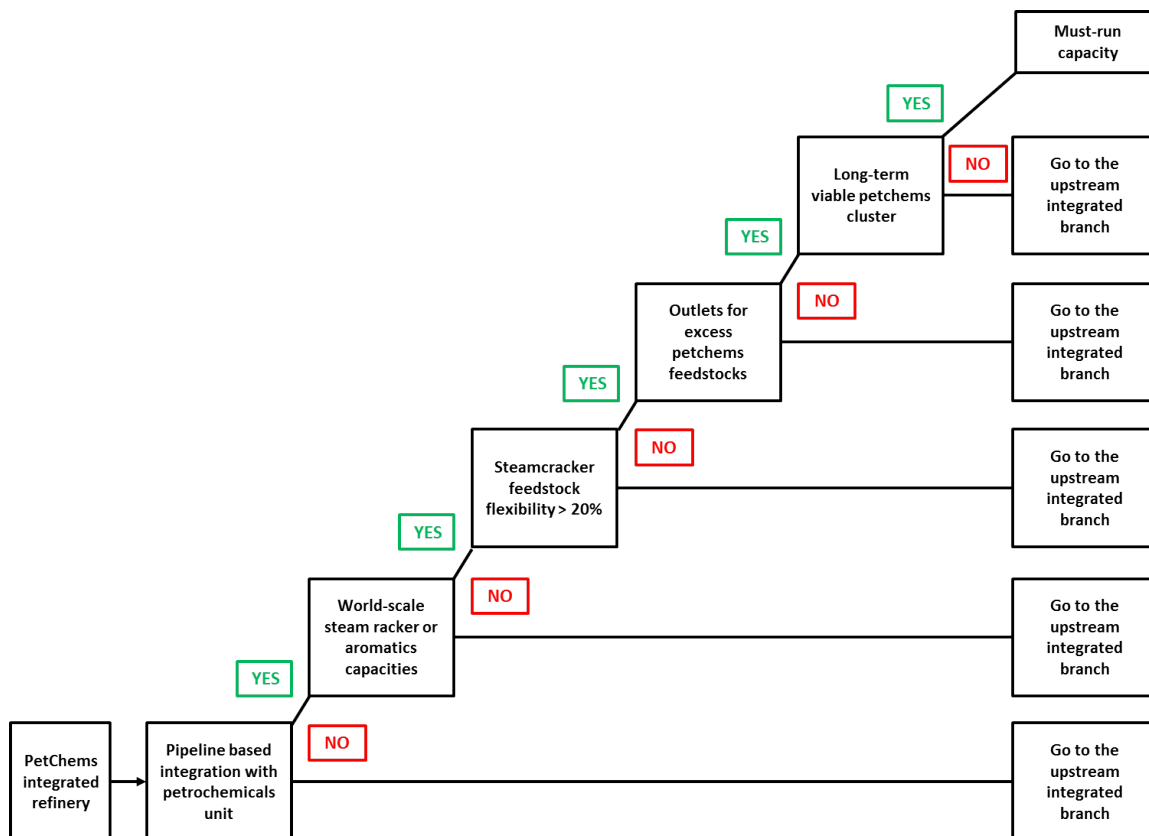 Must-run
capacity
YES
Long-term
viable petchems
cluster
NO
Go to the
upstream
integrated
branch
YES
Outlets for
excess
petchems
feedstocks
NO
Go to the
upstream
integrated
branch
YES
Steamcracker
feedstock
flexibility > 20%
NO
Go to the
upstream
integrated
branch
YES
World-scale
steam racker or
aromatics
capacities
NO
Go to the
upstream
integrated
branch
YES
PetChems
integrated
refinery
Pipeline based
integration with
petrochemicals
unit
NO
Go to the
upstream
integrated
branch